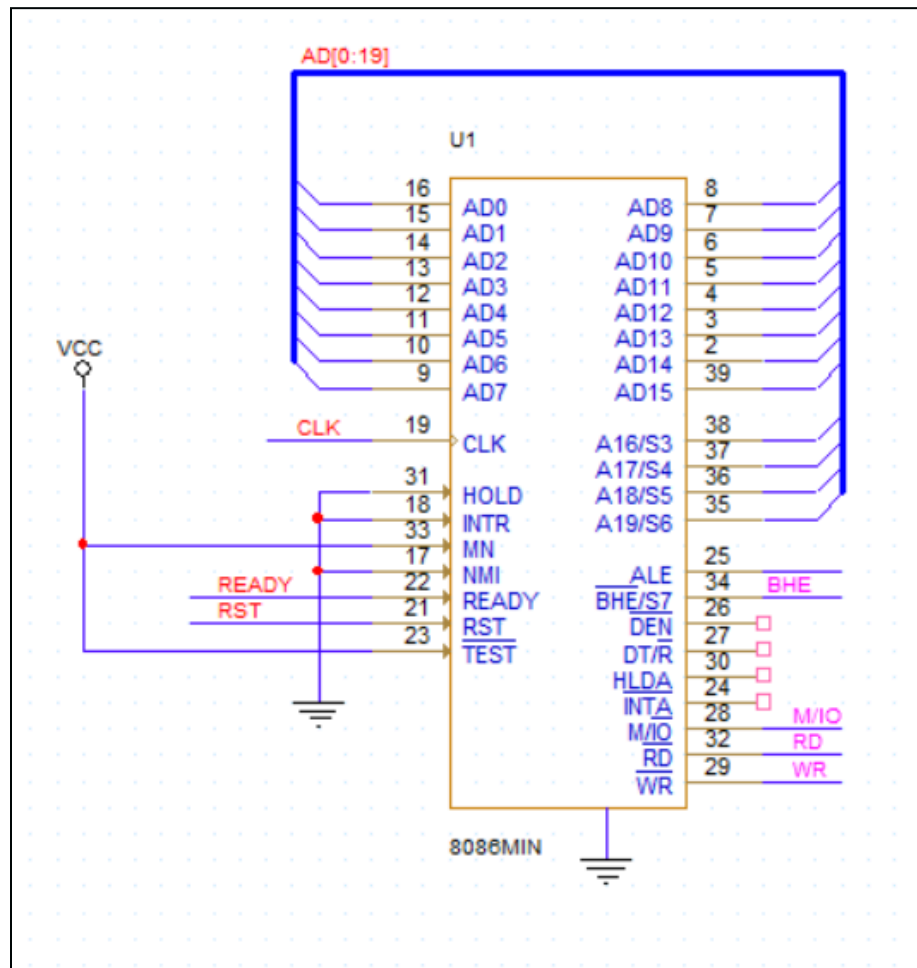 AD[0:19]
U1
16 AD0 AD8 8
15 AD1 AD9 7
14 AD2 AD10 6
13 AD3 AD11 5
12 AD4 AD12 4
11 AD5 AD13 3
10 AD6 AD14 2
9 AD7 AD15 39
VCC
CLK 19 CLK A16/S3 38
A17/S4 37
31 HOLD A18/S5 36
18 INTR A19/S6 35
33 MN
17 NMI ALE 25
READY 22 READY BHE/S7 34 BHE
RST 21 RST DEN 26
23 TEST DT/R 27
HLDA 30
INTA 24
M/IO 28 M/IO
RD 32 RD
WR 29 WR
8086MIN